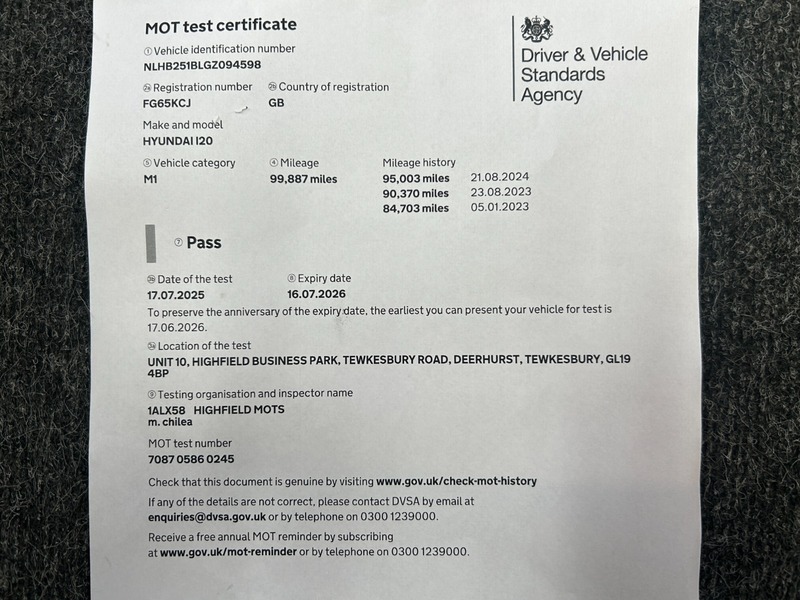 MOT test certificate
① Vehicle identification number
NLHB251BLGZ094598
Driver & Vehicle
Standards
Agency
2a Registration number 2b Country of registration
FG65KCJ GB
Make and model
HYUNDAI I20
⑤ Vehicle category ④ Mileage Mileage history
M1 99,887 miles 95,003 miles 21.08.2024
90,370 miles 23.08.2023
84,703 miles 05.01.2023
⑦ Pass
3b Date of the test ⑧ Expiry date
17.07.2025 16.07.2026
To preserve the anniversary of the expiry date, the earliest you can present your vehicle for test is
17.06.2026.
3a Location of the test
UNIT 10, HIGHFIELD BUSINESS PARK, TEWKESBURY ROAD, DEERHURST, TEWKESBURY, GL19
4BP
⑨ Testing organisation and inspector name
1ALX58 HIGHFIELD MOTS
m. chilea
MOT test number
7087 0586 0245
Check that this document is genuine by visiting www.gov.uk/check-mot-history
If any of the details are not correct, please contact DVSA by email at
enquiries@dvsa.gov.uk or by telephone on 0300 1239000.
Receive a free annual MOT reminder by subscribing
at www.gov.uk/mot-reminder or by telephone on 0300 1239000.